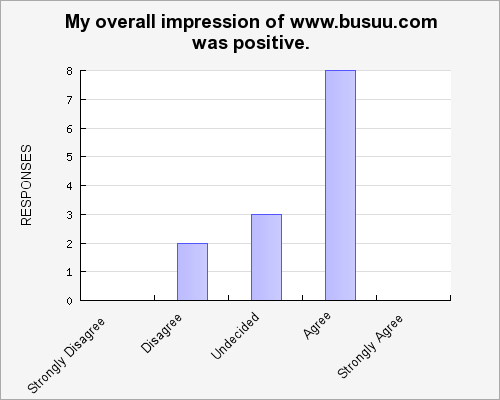 My overall impression of www.busuu.com
was positive.
8
7
6
5
4
3
2
1
0
RESPONSES
Strongly Disagree
Disagree
Undecided
Agree
Strongly Agree